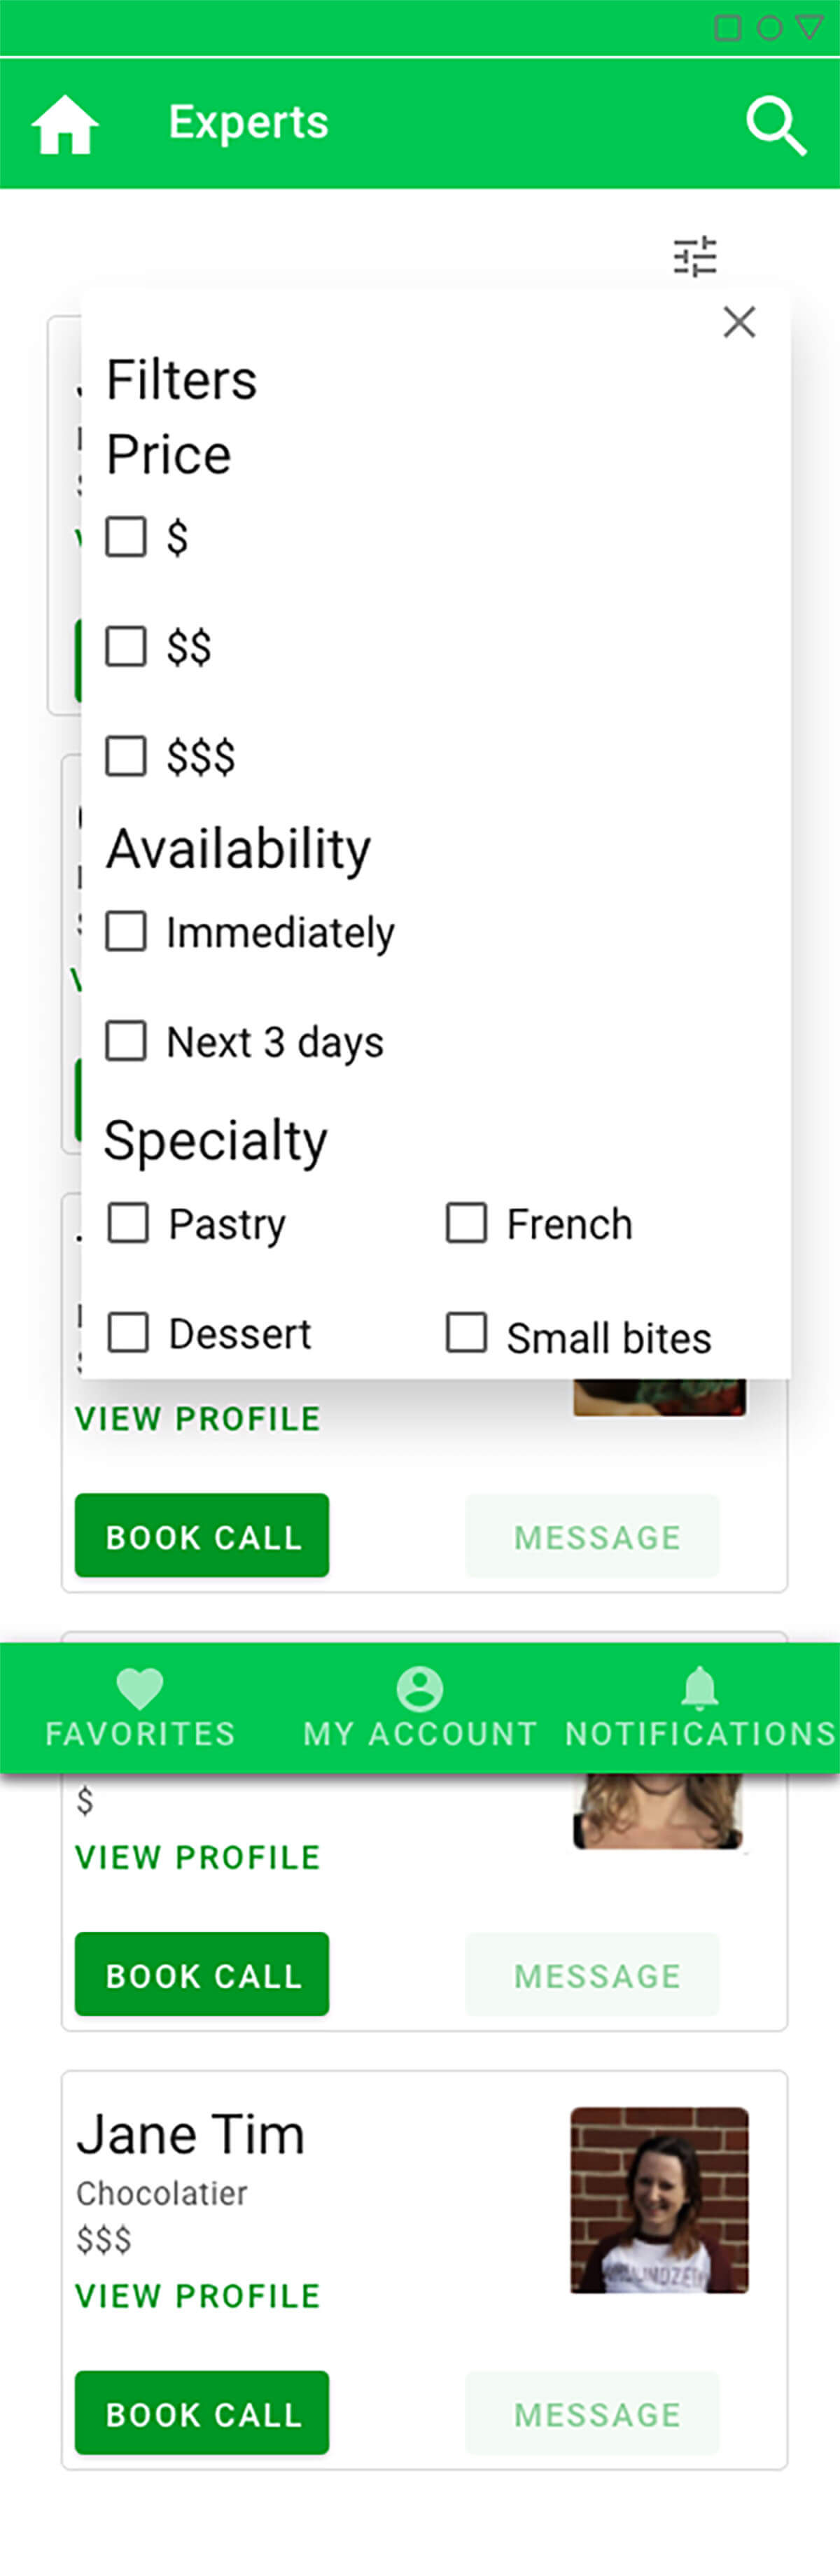 Experts
Filters
Price
$
$$
$$$
Availability
Immediately
Next 3 days
Specialty
Pastry French
Dessert Small bites
VIEW PROFILE
BOOK CALL MESSAGE
FAVORITES MY ACCOUNT NOTIFICATIONS
$
VIEW PROFILE
BOOK CALL MESSAGE
Jane Tim
Chocolatier
$$$
VIEW PROFILE
BOOK CALL MESSAGE